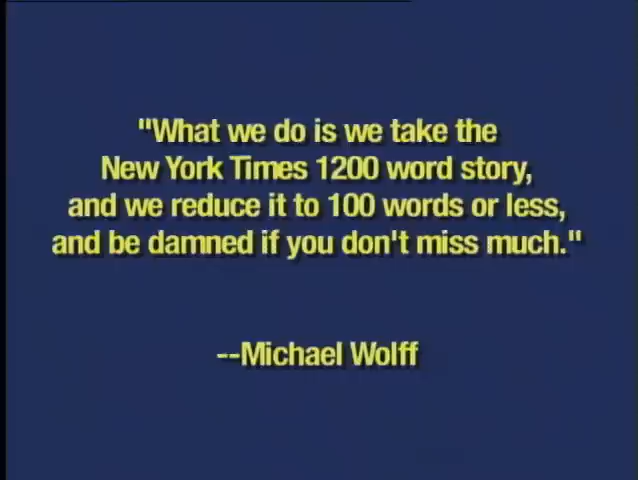 "What we do is we take the
New York Times 1200 word story,
and we reduce it to 100 words or less,
and be damned if you don't miss much."
--Michael Wolff